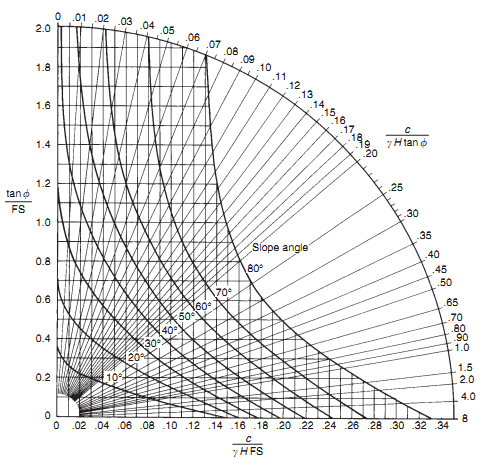 0 .01 .02 .03 .04 .05 .06 .07 .08 .09 .10 .11 .12 .13 .14 .15 .16 .17 .18 .19 .20 .25 .30 .35 .40 .45 .50 .65 .70 .80 .90 1.0 1.5 2.0 4.0 8
c
γ H tan ϕ
2.0
1.8
1.6
1.4
1.2
1.0
0.8
0.6
0.4
0.2
0
tan ϕ
FS
Slope angle
80°
70°
60°
50°
40°
30°
20°
10°
0 .02 .04 .06 .08 .10 .12 .14 .16 .18 .20 .22 .24 .26 .28 .30 .32 .34
c
γ H FS